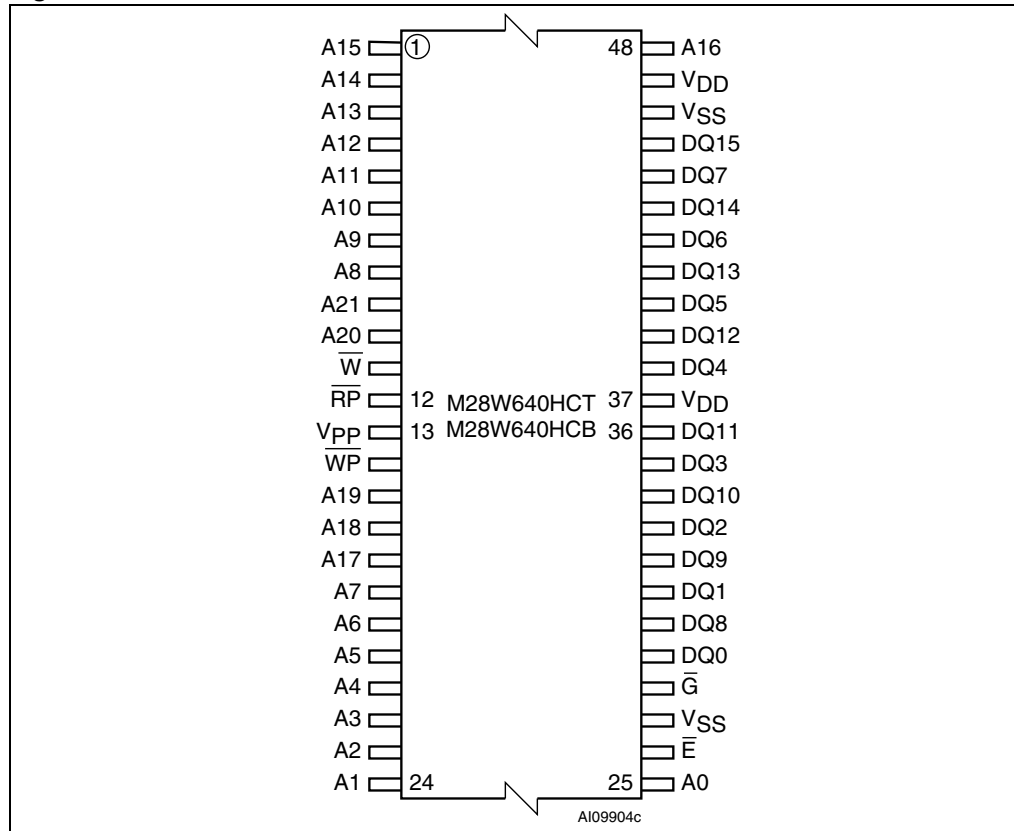 A15 ① 48 A16
A14 VDD
A13 VSS
A12 DQ15
A11 DQ7
A10 DQ14
A9 DQ6
A8 DQ13
A21 DQ5
A20 DQ12
W̅ DQ4
R̅P̅ 12 M28W640HCT 37 VDD
VPP 13 M28W640HCB 36 DQ11
W̅P̅ DQ3
A19 DQ10
A18 DQ2
A17 DQ9
A7 DQ1
A6 DQ8
A5 DQ0
A4 G̅
A3 VSS
A2 E̅
A1 24 25 A0
AI09904c